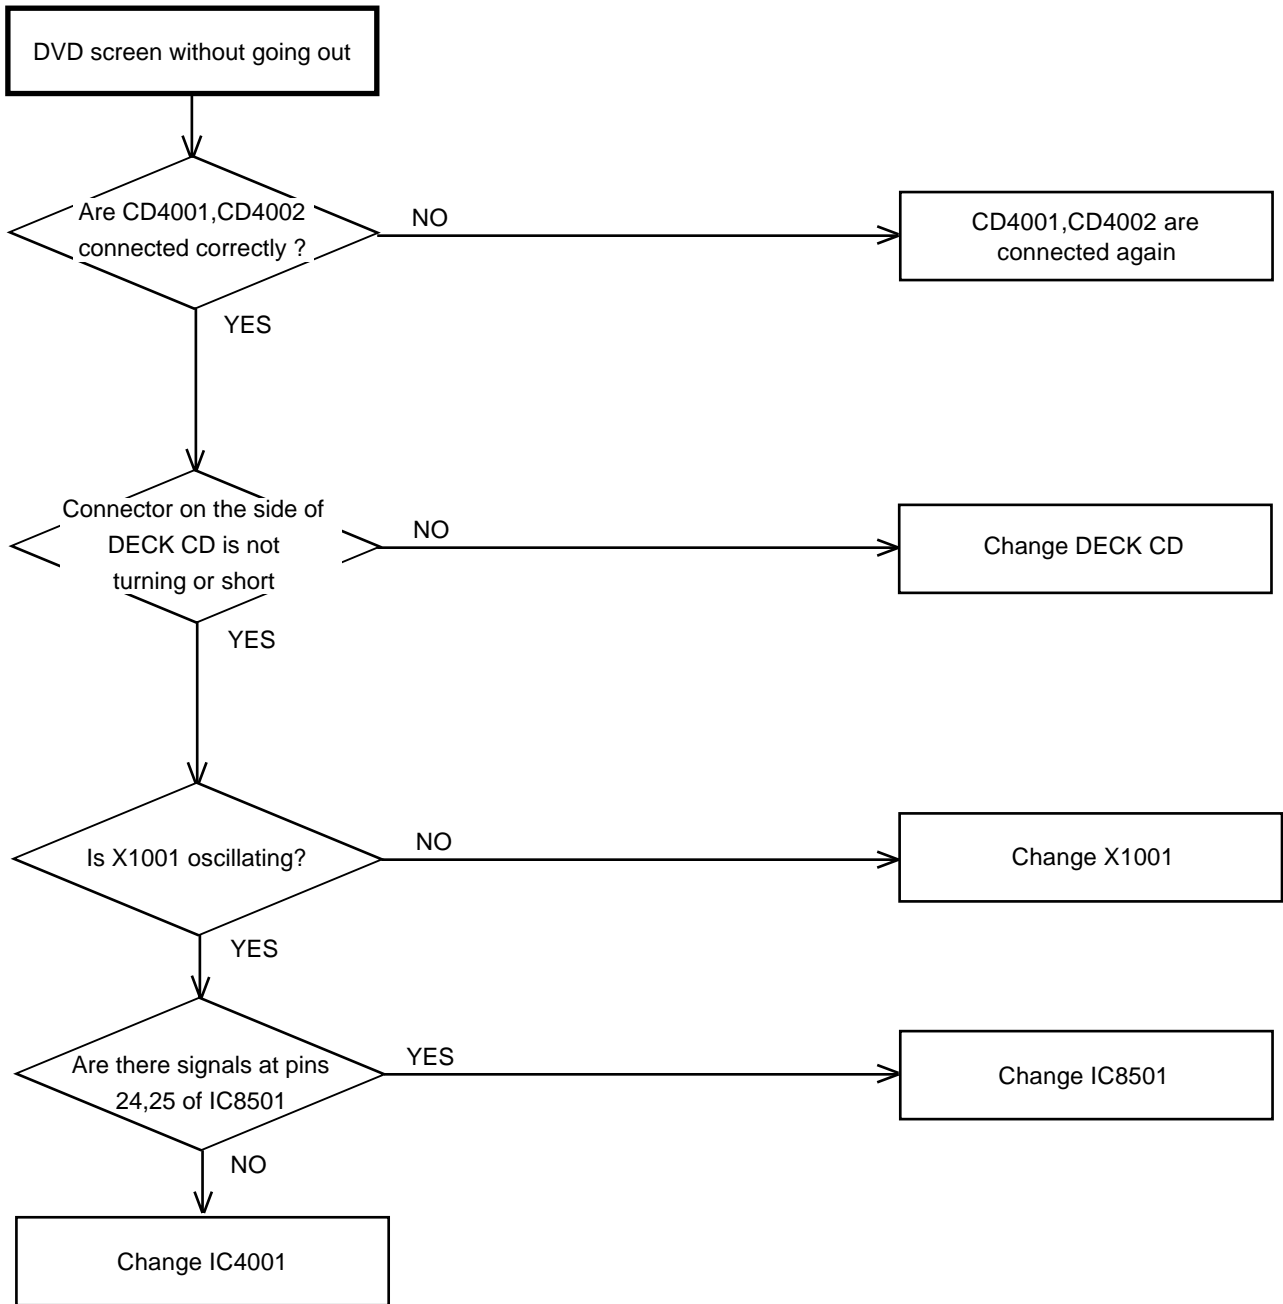 DVD screen without going out
Are CD4001,CD4002
connected correctly ?
NO
CD4001,CD4002 are
connected again
YES
Connector on the side of
DECK CD is not
turning or short
NO
Change DECK CD
YES
Is X1001 oscillating?
NO
Change X1001
YES
Are there signals at pins
24,25 of IC8501
YES
Change IC8501
NO
Change IC4001